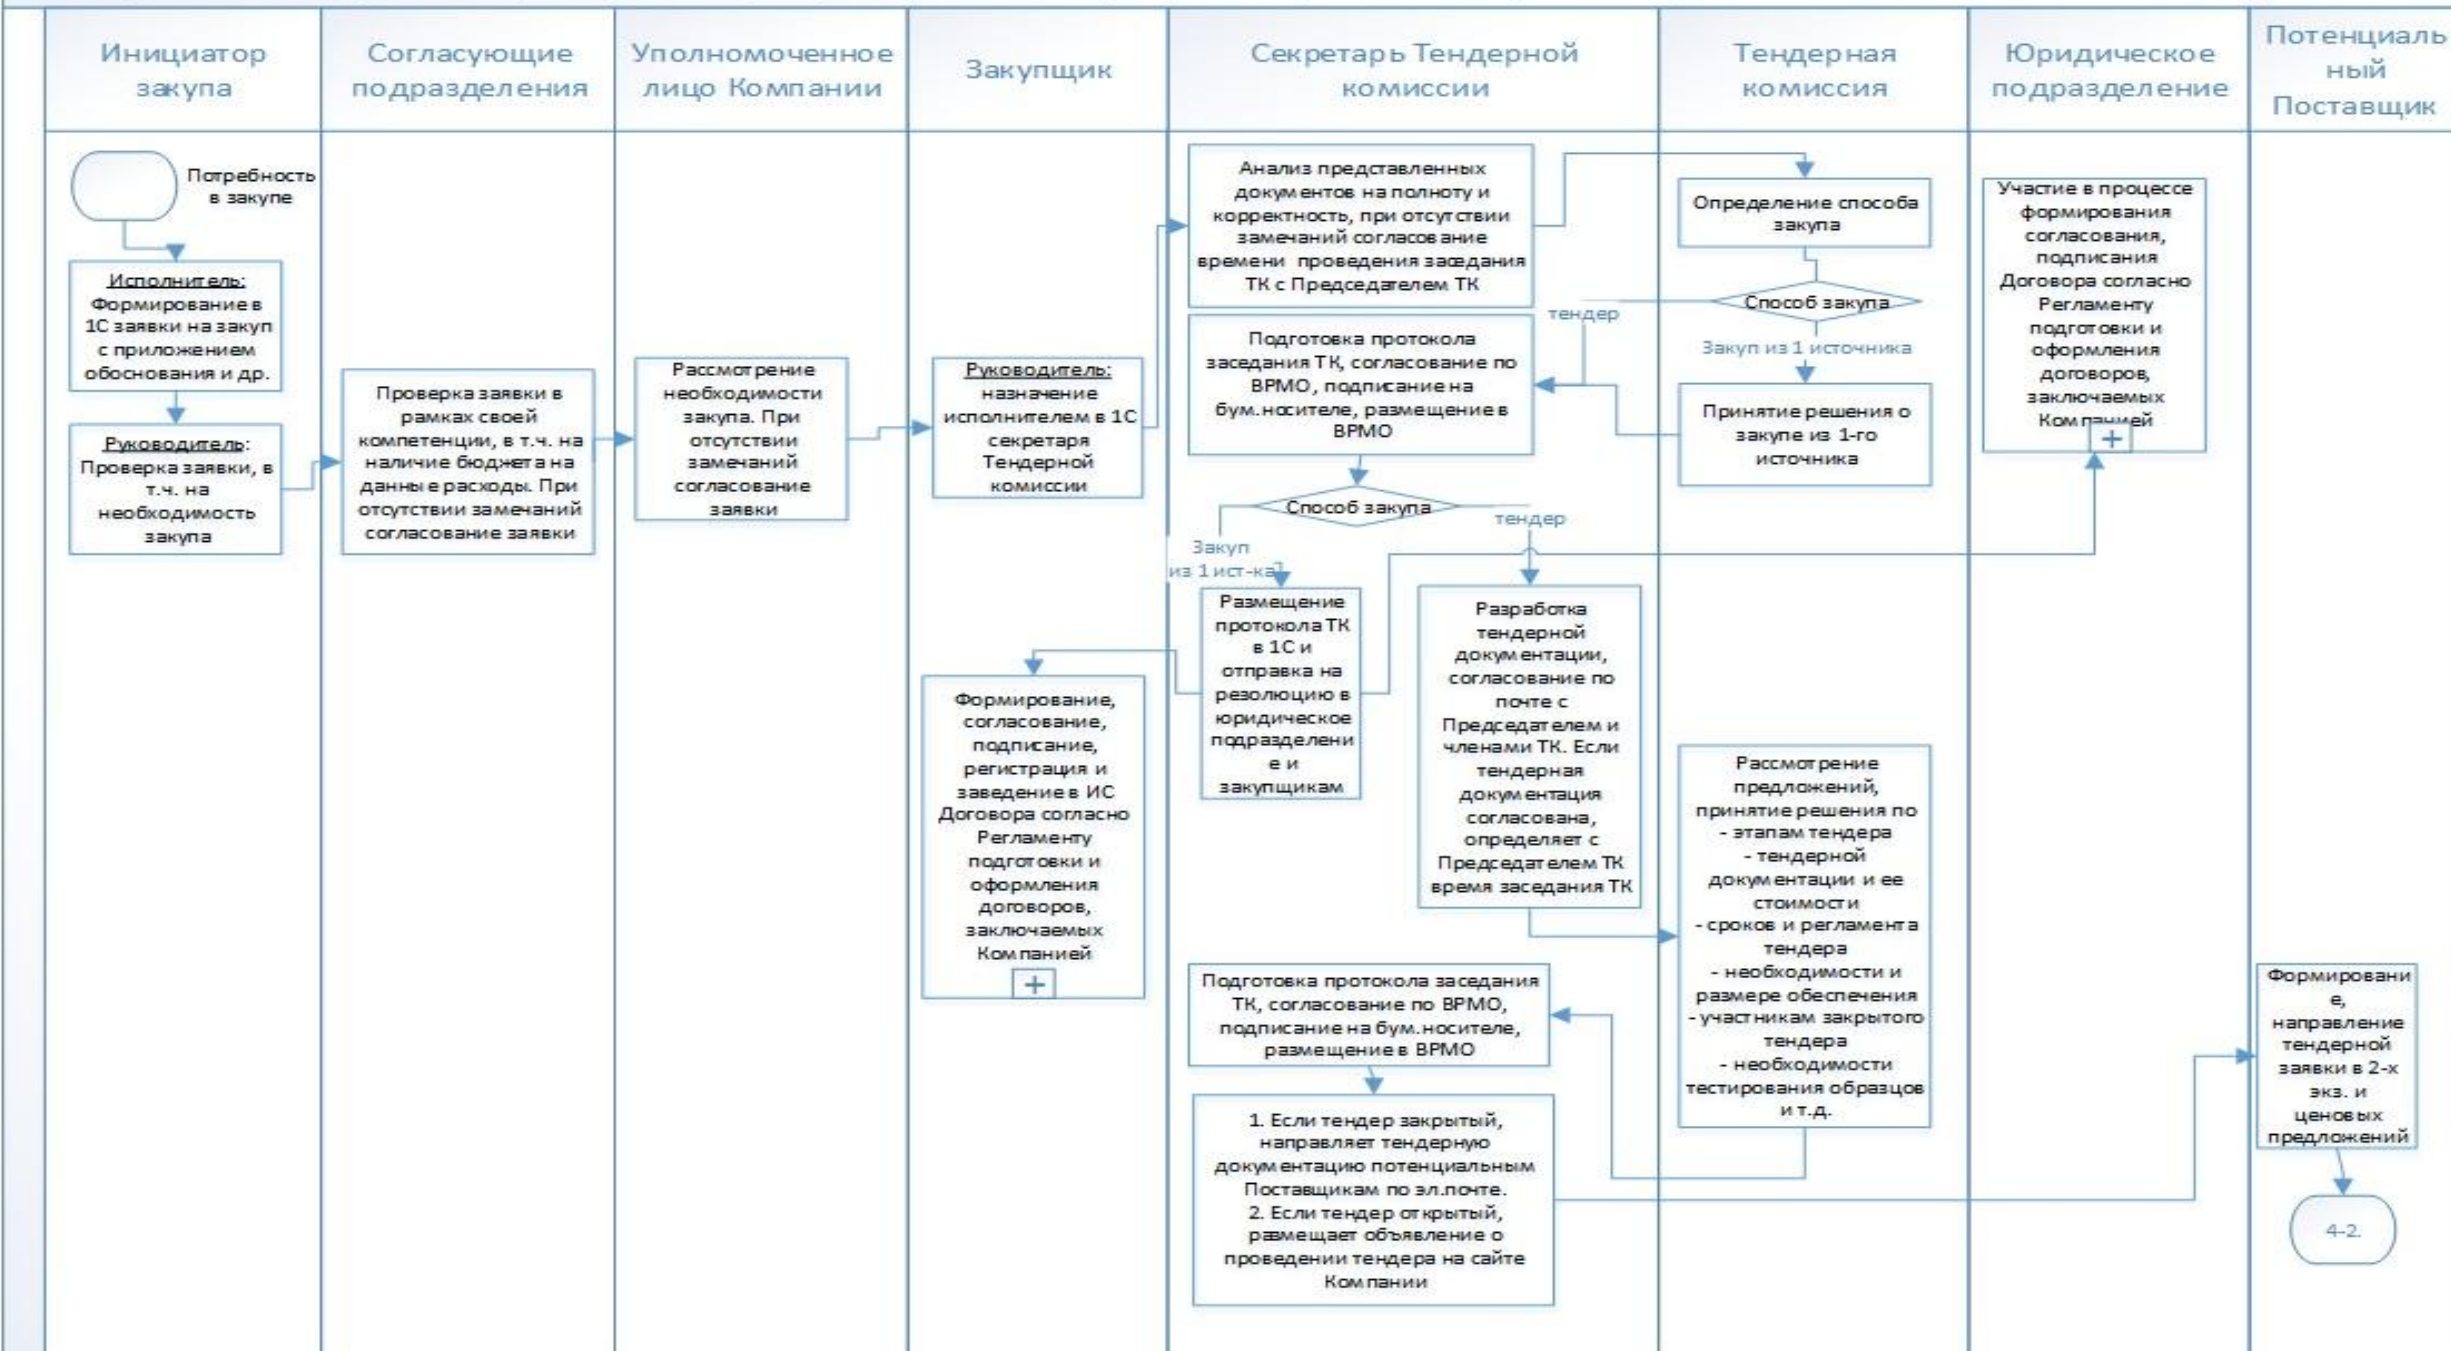 Инициатор
закупа
Согласующие
подразделения
Уполномоченное
лицо Компании
Закупщик
Секретарь Тендерной
комиссии
Тендерная
комиссия
Юридическое
подразделение
Потенциаль
ный
Поставщик
Потребность
в закупе
Исполнитель:
Формирование в
1С заявки на закуп
с приложением
обоснования и др.
Руководитель:
Проверка заявки, в
т.ч. на
необходимость
закупа
Проверка заявки в
рамках своей
компетенции, в т.ч. на
наличие бюджета на
данные расходы. При
отсутствии замечаний
согласование заявки
Рассмотрение
необходимости
закупа. При
отсутствии
замечаний
согласование
заявки
Руководитель:
назначение
исполнителем в 1С
секретаря
Тендерной
комиссии
Анализ представленных
документов на полноту и
корректность, при отсутствии
замечаний согласование
времени проведения заседания
ТК с Председателем ТК
Определение способа
закупа
Способ закупа
тендер
Закуп из 1 источника
Принятие решения о
закупе из 1-го
источника
Подготовка протокола
заседания ТК, согласование по
ВРМО, подписание на
бум.носителе, размещение в
ВРМО
Способ закупа
тендер
Закуп
из 1 ист-ка
Участие в процессе
формирования
согласования,
подписания
Договора согласно
Регламенту
подготовки и
оформления
договоров,
заключаемых
Компанией
+
Размещение
протокола ТК
в 1С и
отправка на
резолюцию в
юридическое
подразделени
е и
закупщикам
Формирование,
согласование,
подписание,
регистрация и
заведение в ИС
Договора согласно
Регламенту
подготовки и
оформления
договоров,
заключаемых
Компанией
+
Разработка
тендерной
документации,
согласование по
почте с
Председателем и
членами ТК. Если
тендерная
документация
согласована,
определяет с
Председателем ТК
время заседания ТК
Рассмотрение
предложений,
принятие решения по
- этапам тендера
- тендерной
документации и ее
стоимости
- сроков и регламента
тендера
- необходимости и
размере обеспечения
- участникам закрытого
тендера
- необходимости
тестирования образцов
и т.д.
Подготовка протокола заседания
ТК, согласование по ВРМО,
подписание на бум.носителе,
размещение в ВРМО
1. Если тендер закрытый,
направляет тендерную
документацию потенциальным
Поставщикам по эл.почте.
2. Если тендер открытый,
размещает объявление о
проведении тендера на сайте
Компании
Формировани
е,
направление
тендерной
заявки в 2-х
экз. и
ценовых
предложений
4-2.